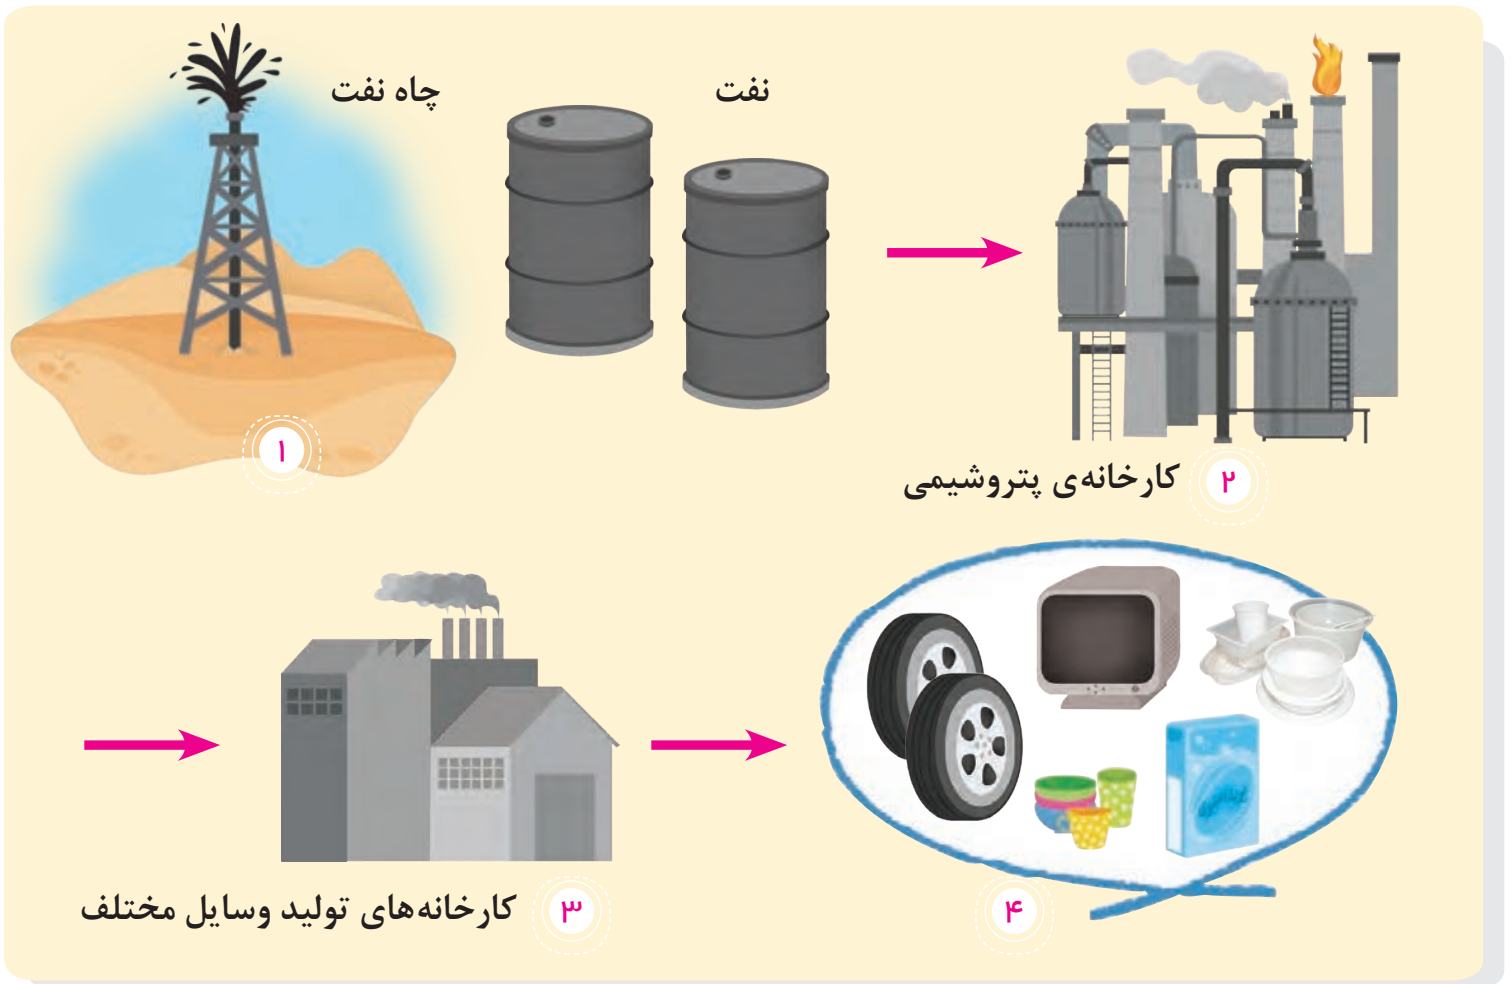 چاه نفت
نفت
۱
۲ کارخانه‌ی پتروشیمی
۳ کارخانه‌های تولید وسایل مختلف
۴